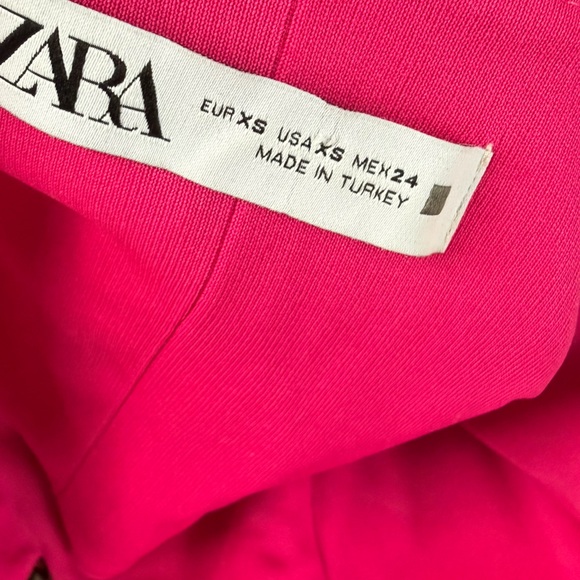 ZARA
EUR XS USA XS MEX 24
MADE IN TURKEY